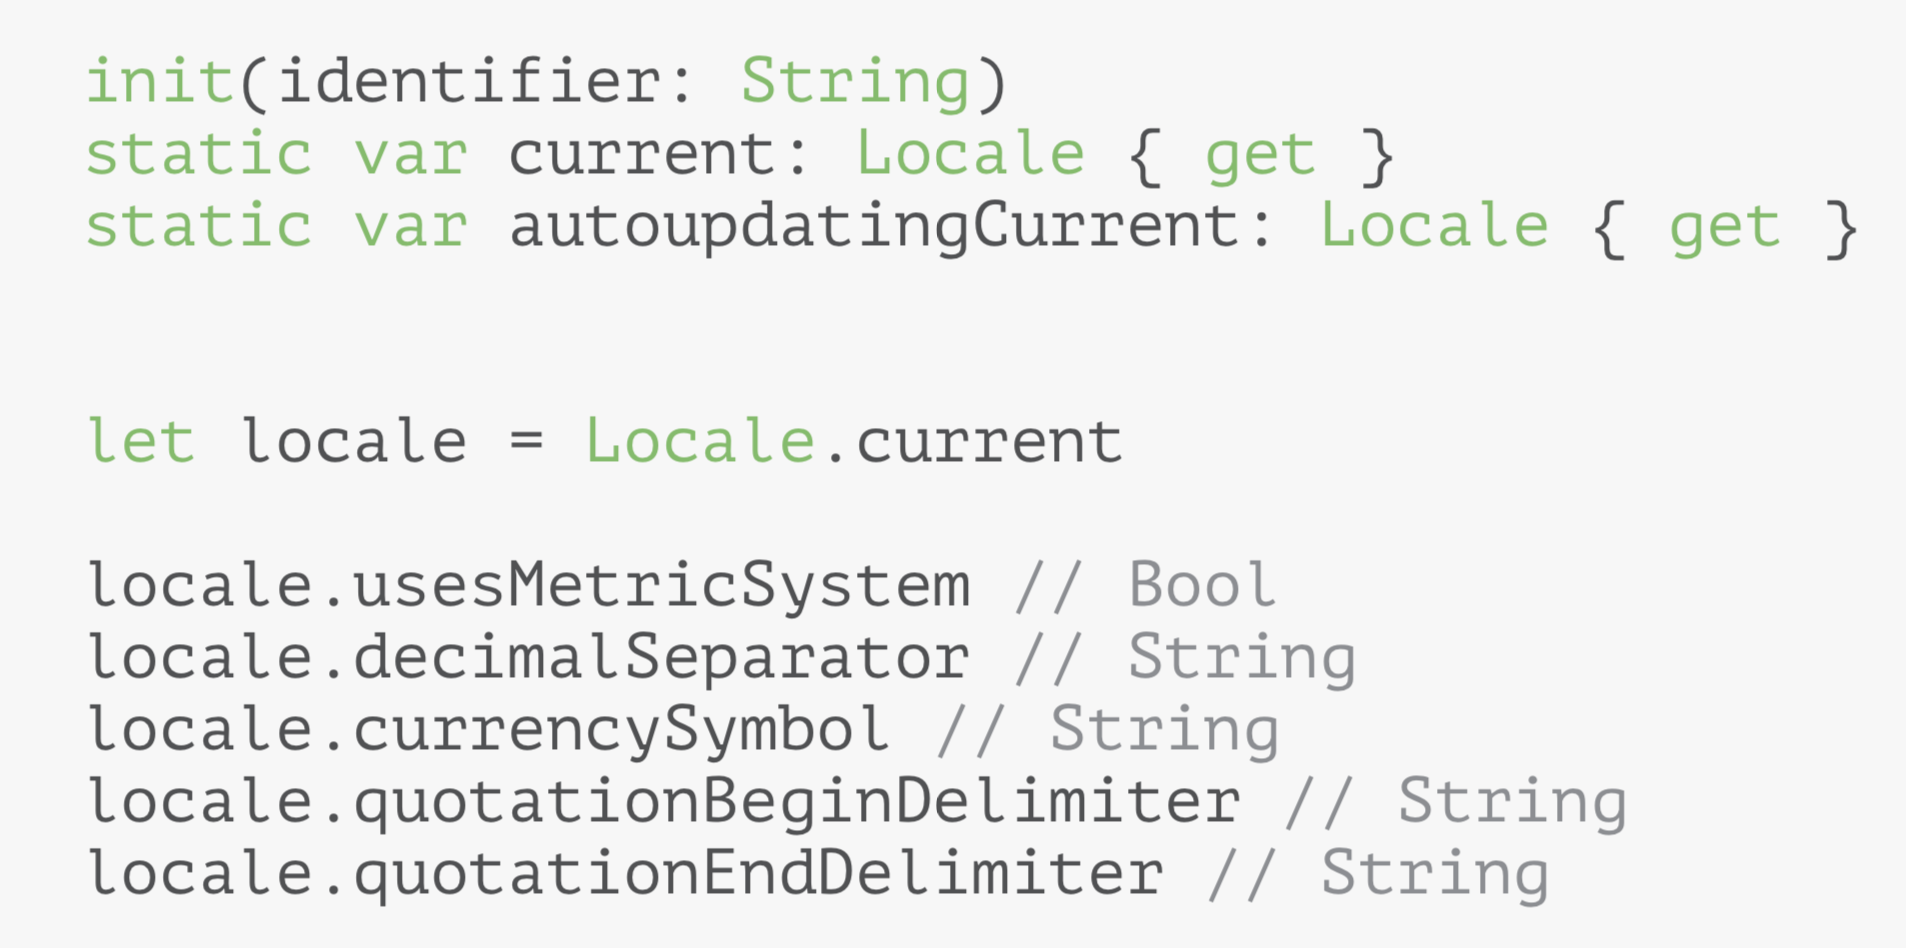 init(identifier: String)
static var current: Locale { get }
static var autoupdatingCurrent: Locale { get }
let locale = Locale.current
locale.usesMetricSystem // Bool
locale.decimalSeparator // String
locale.currencySymbol // String
locale.quotationBeginDelimiter // String
locale.quotationEndDelimiter // String